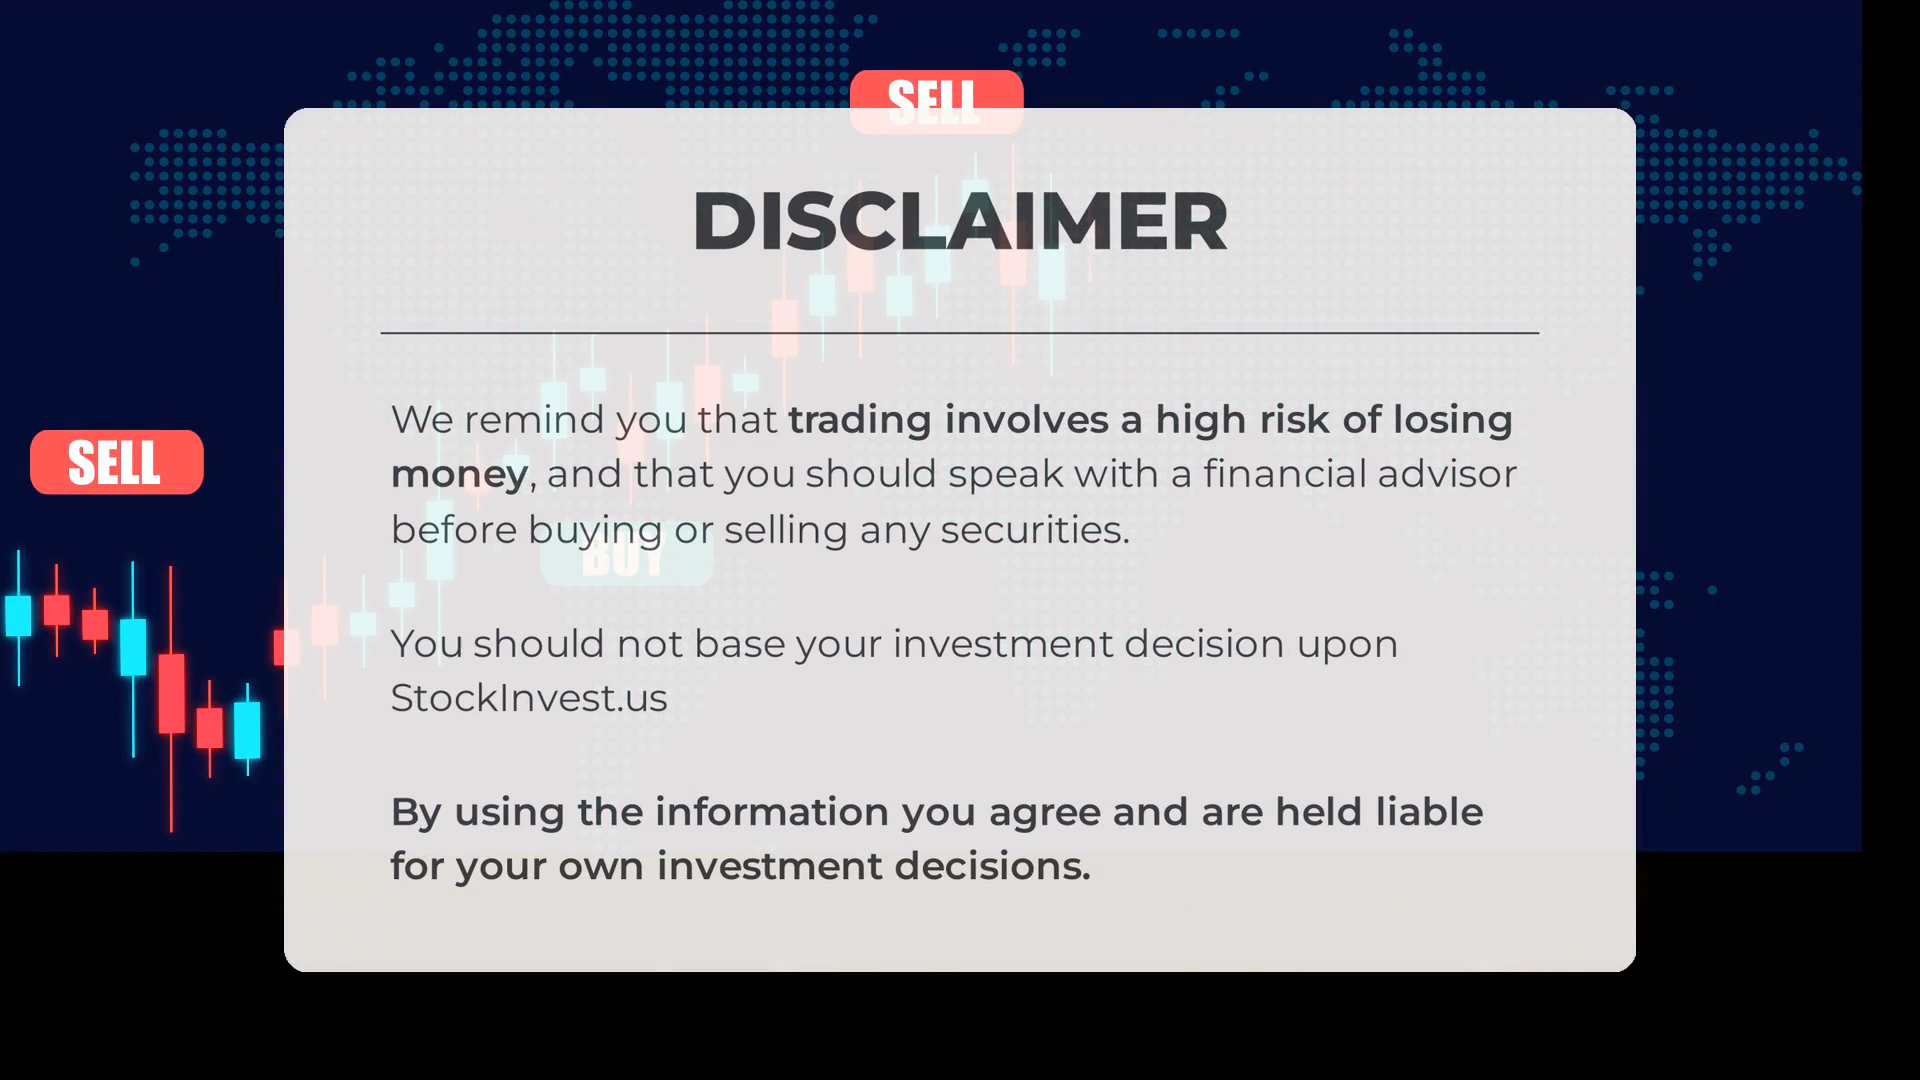 SELL
DISCLAIMER
We remind you that trading involves a high risk of losing
money, and that you should speak with a financial advisor
before buying or selling any securities.
SELL
BUY
You should not base your investment decision upon
StockInvest.us
By using the information you agree and are held liable
for your own investment decisions.